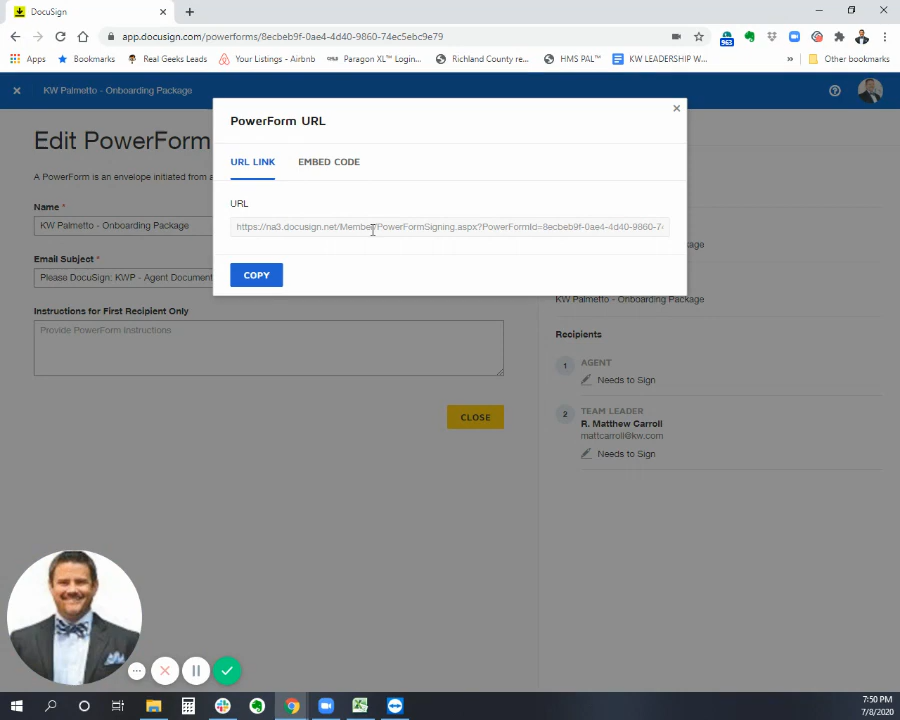 DocuSign
app.docusign.com/powerforms/8ecbeb9f-0ae4-4d40-9860-74ec5ebc9e79
963
Apps
Bookmarks
Real Geeks Leads
Your Listings - Airbnb
Paragon XL™ Login...
Richland County re...
HMS PAL™
KW LEADERSHIP W...
»
Other bookmarks
KW Palmetto - Onboarding Package
PowerForm URL
Edit PowerForm
URL LINK
EMBED CODE
A PowerForm is an envelope initiated from a
Name *
URL
KW Palmetto - Onboarding Package
https://na3.docusign.net/Member/PowerFormSigning.aspx?PowerFormId=8ecbeb9f-0ae4-4d40-9860-74
Email Subject *
Please DocuSign: KWP - Agent Document
COPY
KW Palmetto - Onboarding Package
Instructions for First Recipient Only
Provide PowerForm Instructions
Recipients
1
AGENT
Needs to Sign
2
TEAM LEADER
R. Matthew Carroll
mattcarroll@kw.com
Needs to Sign
CLOSE
7:50 PM
7/8/2020